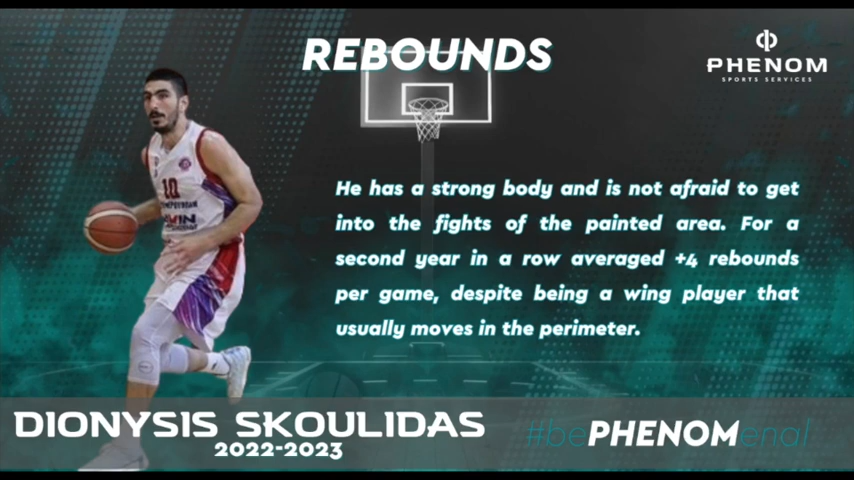 REBOUNDS
PHENOM
SPORTS SERVICES
He has a strong body and is not afraid to get
into the fights of the painted area. For a
second year in a row averaged +4 rebounds
per game, despite being a wing player that
usually moves in the perimeter.
10
DIONYSIS SKOULIDAS
2022-2023
#bePHENOMenal